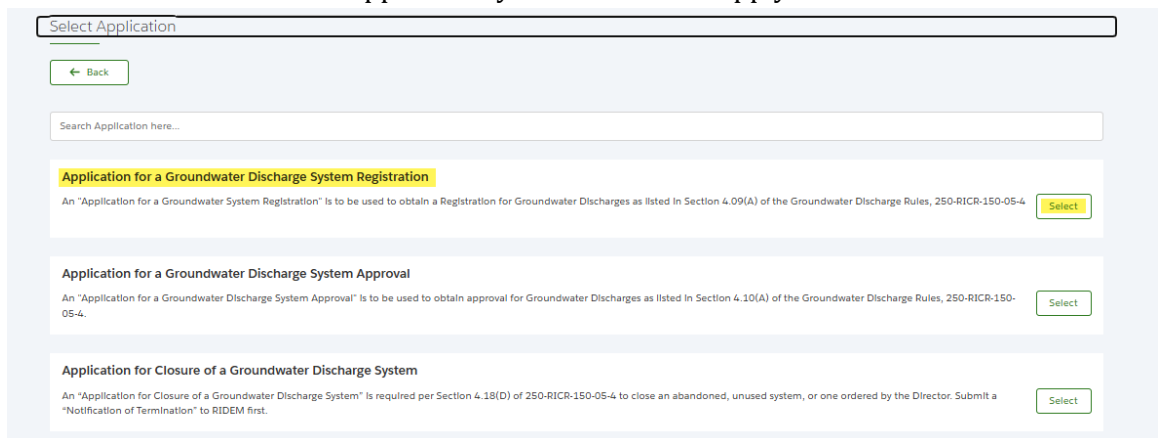 Select Application
← Back
Search Application here...
Application for a Groundwater Discharge System Registration
An "Application for a Groundwater System Registration" is to be used to obtain a Registration for Groundwater Discharges as listed in Section 4.09(A) of the Groundwater Discharge Rules, 250-RICR-150-05-4
Select
Application for a Groundwater Discharge System Approval
An "Application for a Groundwater Discharge System Approval" is to be used to obtain approval for Groundwater Discharges as listed in Section 4.10(A) of the Groundwater Discharge Rules, 250-RICR-150-
05-4.
Select
Application for Closure of a Groundwater Discharge System
An “Application for Closure of a Groundwater Discharge System” is required per Section 4.18(D) of 250-RICR-150-05-4 to close an abandoned, unused system, or one ordered by the Director. Submit a
“Notification of Termination” to RIDEM first.
Select